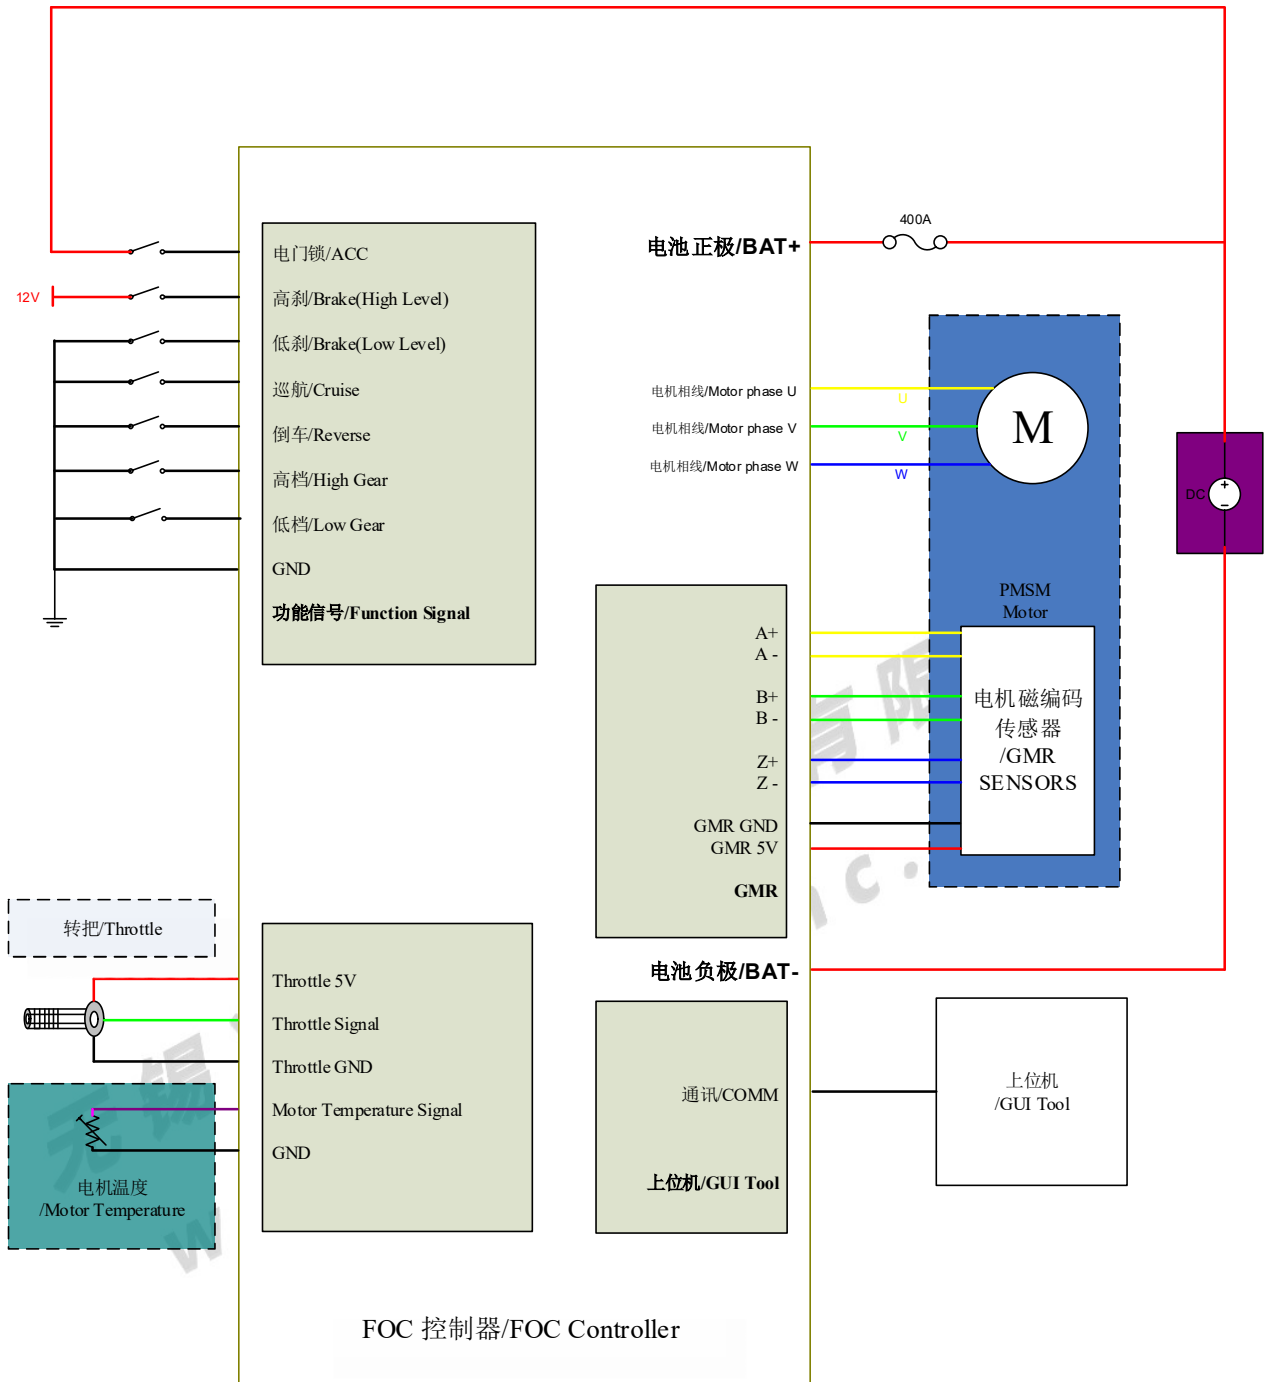 400A
电池正极/BAT+
电门锁/ACC
12V
高刹/Brake(High Level)
低刹/Brake(Low Level)
巡航/Cruise
倒车/Reverse
高档/High Gear
低档/Low Gear
GND
功能信号/Function Signal
电机相线/Motor phase U
电机相线/Motor phase V
电机相线/Motor phase W
U
V
W
M
DC
+
−
PMSM
Motor
A+
A -
B+
B -
Z+
Z -
GMR GND
GMR 5V
GMR
电机磁编码
传感器
/GMR
SENSORS
电池负极/BAT-
转把/Throttle
Throttle 5V
Throttle Signal
Throttle GND
Motor Temperature Signal
GND
电机温度
/Motor Temperature
通讯/COMM
上位机/GUI Tool
上位机
/GUI Tool
FOC 控制器/FOC Controller
无锡
有限
w
c.